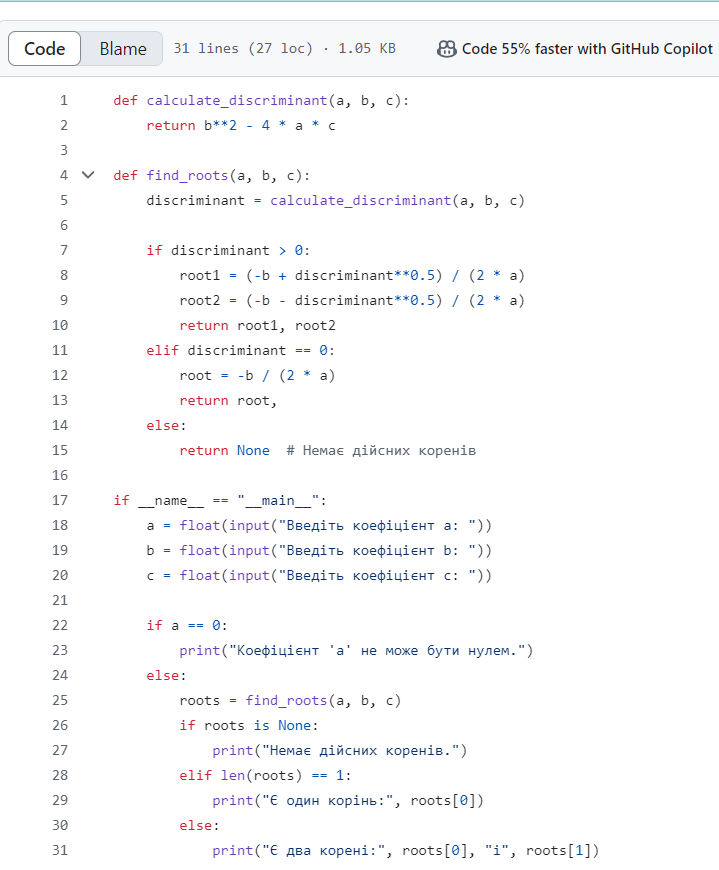 Code Blame 31 lines (27 loc) · 1.05 KB Code 55% faster with GitHub Copilot
1 def calculate_discriminant(a, b, c):
2     return b**2 - 4 * a * c
3
4 def find_roots(a, b, c):
5     discriminant = calculate_discriminant(a, b, c)
6
7     if discriminant > 0:
8         root1 = (-b + discriminant**0.5) / (2 * a)
9         root2 = (-b - discriminant**0.5) / (2 * a)
10         return root1, root2
11     elif discriminant == 0:
12         root = -b / (2 * a)
13         return root,
14     else:
15         return None  # Немає дійсних коренів
16
17 if __name__ == "__main__":
18     a = float(input("Введіть коефіцієнт a: "))
19     b = float(input("Введіть коефіцієнт b: "))
20     c = float(input("Введіть коефіцієнт c: "))
21
22     if a == 0:
23         print("Коефіцієнт 'a' не може бути нулем.")
24     else:
25         roots = find_roots(a, b, c)
26         if roots is None:
27             print("Немає дійсних коренів.")
28         elif len(roots) == 1:
29             print("Є один корінь:", roots[0])
30         else:
31             print("Є два корені:", roots[0], "і", roots[1])